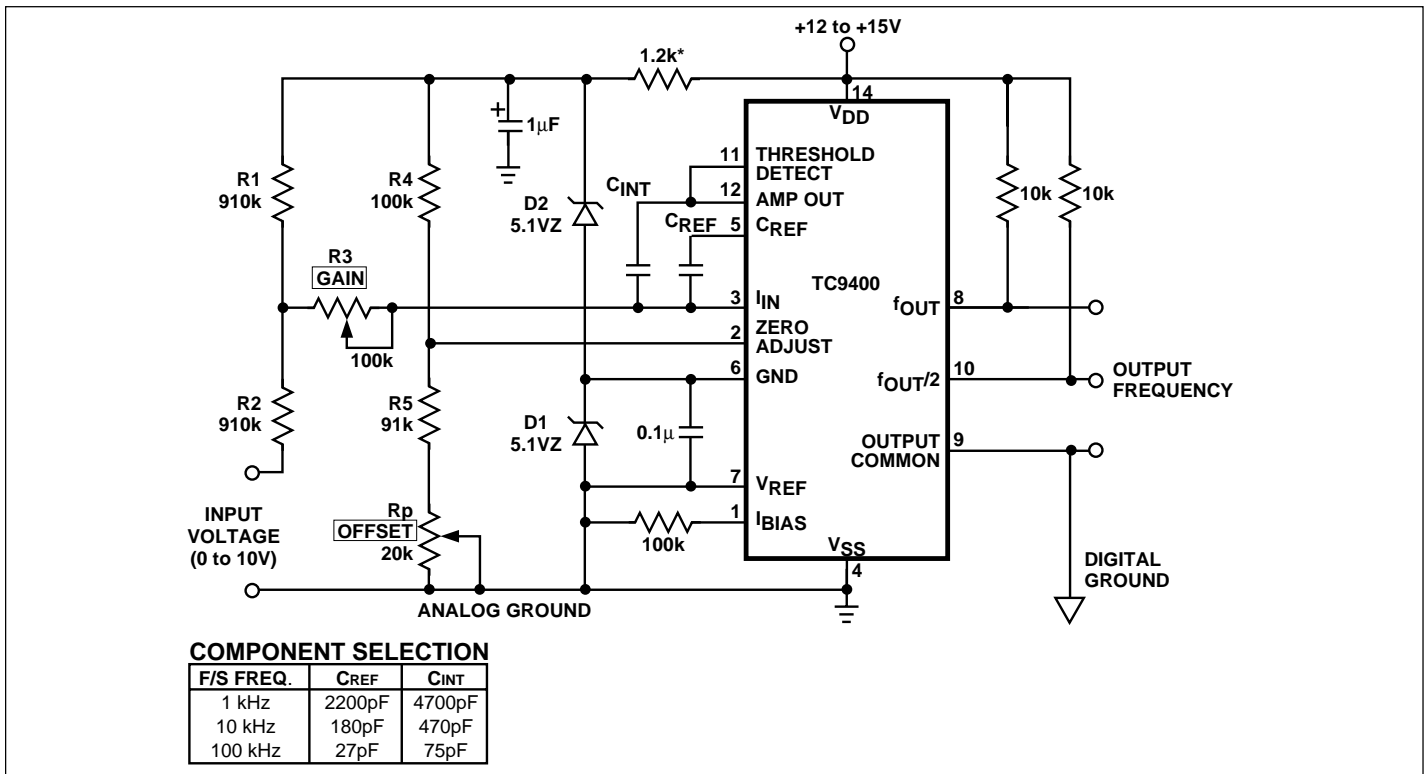 +12 to +15V
1.2k*
14
VDD
+
1µF
11
THRESHOLD
DETECT
R1
910k
R4
100k
CINT
12
AMP OUT
D2
5.1VZ
CREF
5
CREF
10k
10k
R3
GAIN
TC9400
3
IIN
fOUT
8
2
ZERO
ADJUST
100k
6
GND
fOUT/2
10
OUTPUT
FREQUENCY
R2
910k
R5
91k
D1
5.1VZ
0.1µ
OUTPUT
COMMON
9
7
VREF
INPUT
VOLTAGE
(0 to 10V)
Rp
OFFSET
20k
1
IBIAS
100k
VSS
4
DIGITAL
GROUND
ANALOG GROUND
COMPONENT SELECTION
F/S FREQ. CREF CINT
1 kHz 2200pF 4700pF
10 kHz 180pF 470pF
100 kHz 27pF 75pF